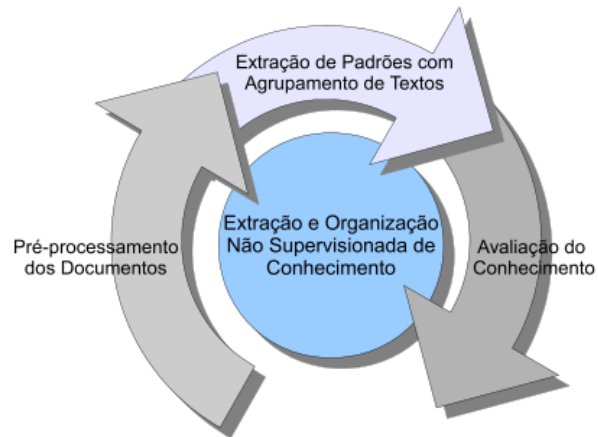 Extração de Padrões com
Agrupamento de Textos
Extração e Organização
Não Supervisionada de
Conhecimento
Pré-processamento
dos Documentos
Avaliação do
Conhecimento